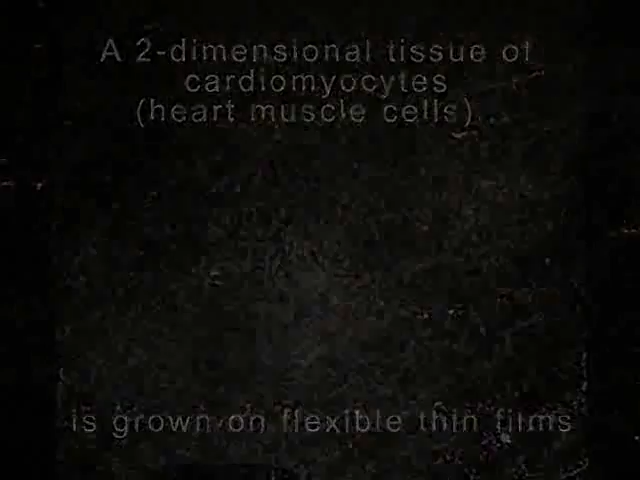 A 2-dimensional tissue of
cardiomyocytes
(heart muscle cells)
is grown on flexible thin films